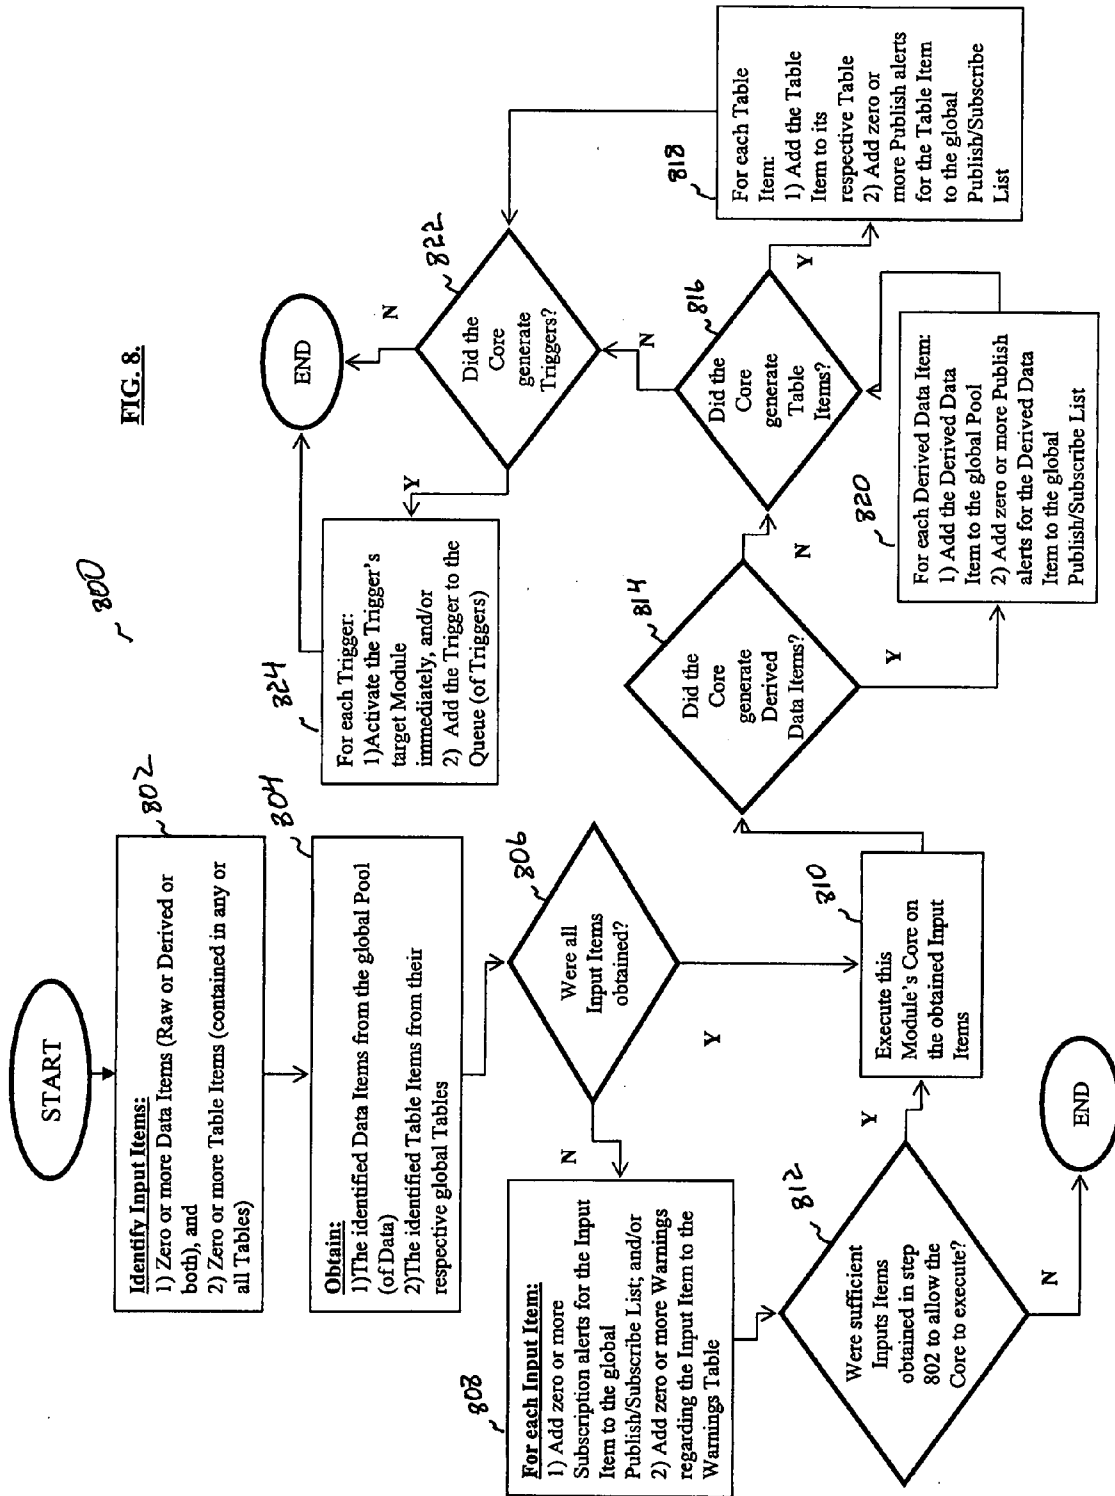 FIG. 8.
800
START
802
Identify Input Items:
1) Zero or more Data Items (Raw or Derived or
both), and
2) Zero or more Table Items (contained in any or
all Tables)
804
Obtain:
1)The identified Data Items from the global Pool
(of Data)
2)The identified Table Items from their
respective global Tables
806
Were all
Input Items
obtained?
N
Y
808
For each Input Item:
1) Add zero or more
Subscription alerts for the Input
Item to the global
Publish/Subscribe List; and/or
2) Add zero or more Warnings
regarding the Input Item to the
Warnings Table
812
Were sufficient
Inputs Items
obtained in step
802 to allow the
Core to execute?
Y
N
END
810
Execute this
Module's Core on
the obtained Input
Items
814
Did the
Core
generate
Derived
Data Items?
N
Y
820
For each Derived Data Item:
1) Add the Derived Data
Item to the global Pool
2) Add zero or more Publish
alerts for the Derived Data
Item to the global
Publish/Subscribe List
816
Did the
Core
generate
Table
Items?
N
Y
818
For each Table
Item:
1) Add the Table
Item to its
respective Table
2) Add zero or
more Publish alerts
for the Table Item
to the global
Publish/Subscribe
List
822
Did the
Core
generate
Triggers?
N
Y
824
For each Trigger:
1)Activate the Trigger's
target Module
immediately, and/or
2) Add the Trigger to the
Queue (of Triggers)
END